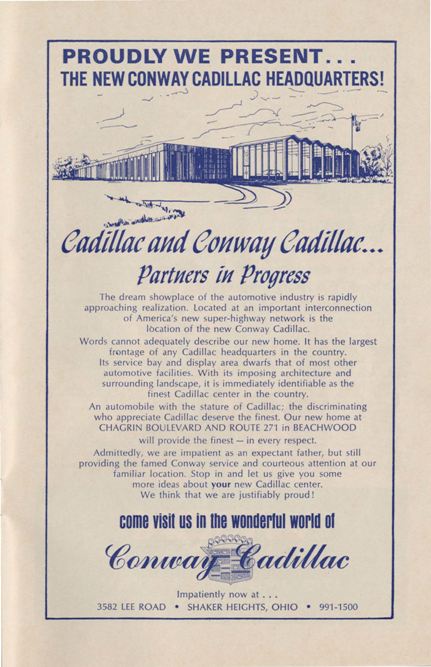 PROUDLY WE PRESENT...
THE NEW CONWAY CADILLAC HEADQUARTERS!
Cadillac and Conway Cadillac...
Partners in Progress
The dream showplace of the automotive industry is rapidly
approaching realization. Located at an important interconnection
of America's new super-highway network is the
location of the new Conway Cadillac.
Words cannot adequately describe our new home. It has the largest
frontage of any Cadillac headquarters in the country.
Its service bay and display area dwarfs that of most other
automotive facilities. With its imposing architecture and
surrounding landscape, it is immediately identifiable as the
finest Cadillac center in the country.
An automobile with the stature of Cadillac; the discriminating
who appreciate Cadillac deserve the finest. Our new home at
CHAGRIN BOULEVARD AND ROUTE 271 in BEACHWOOD
will provide the finest — in every respect.
Admittedly, we are impatient as an expectant father, but still
providing the famed Conway service and courteous attention at our
familiar location. Stop in and let us give you some
more ideas about your new Cadillac center.
We think that we are justifiably proud!
come visit us in the wonderful world of
Conway Cadillac
Impatiently now at . . .
3582 LEE ROAD • SHAKER HEIGHTS, OHIO • 991-1500